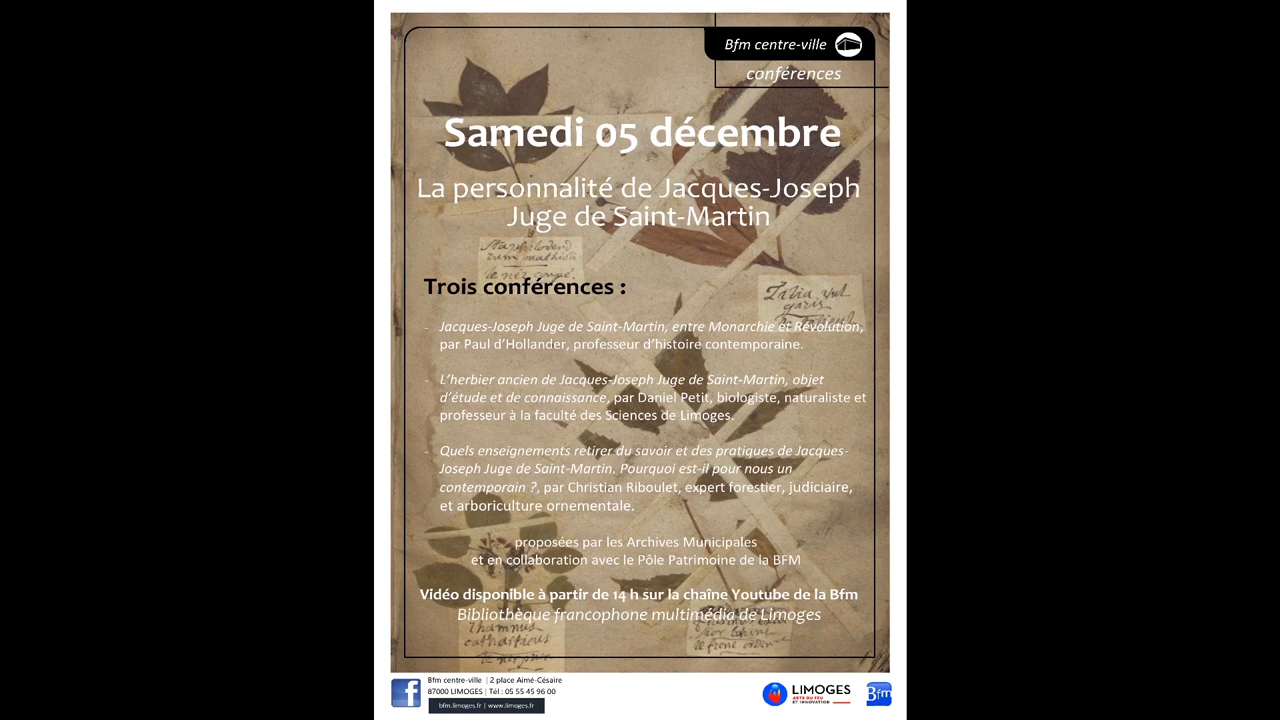 Bfm centre-ville
conférences
Samedi 05 décembre
La personnalité de Jacques-Joseph
Juge de Saint-Martin
Trois conférences :
- Jacques-Joseph Juge de Saint-Martin, entre Monarchie et Révolution,
par Paul d'Hollander, professeur d'histoire contemporaine.
- L'herbier ancien de Jacques-Joseph Juge de Saint-Martin, objet
d'étude et de connaissance, par Daniel Petit, biologiste, naturaliste et
professeur à la faculté des Sciences de Limoges.
- Quels enseignements retirer du savoir et des pratiques de Jacques-
Joseph Juge de Saint-Martin. Pourquoi est-il pour nous un
contemporain ?, par Christian Riboulet, expert forestier, judiciaire,
et arboriculture ornementale.
proposées par les Archives Municipales
et en collaboration avec le Pôle Patrimoine de la BFM
Vidéo disponible à partir de 14 h sur la chaîne Youtube de la Bfm
Bibliothèque francophone multimédia de Limoges
Bfm centre-ville | 2 place Aimé-Césaire
87000 LIMOGES | Tél : 05 55 45 96 00
bfm.limoges.fr | www.limoges.fr
LIMOGES
ARTS DU FEU
ET INNOVATION
Bfm